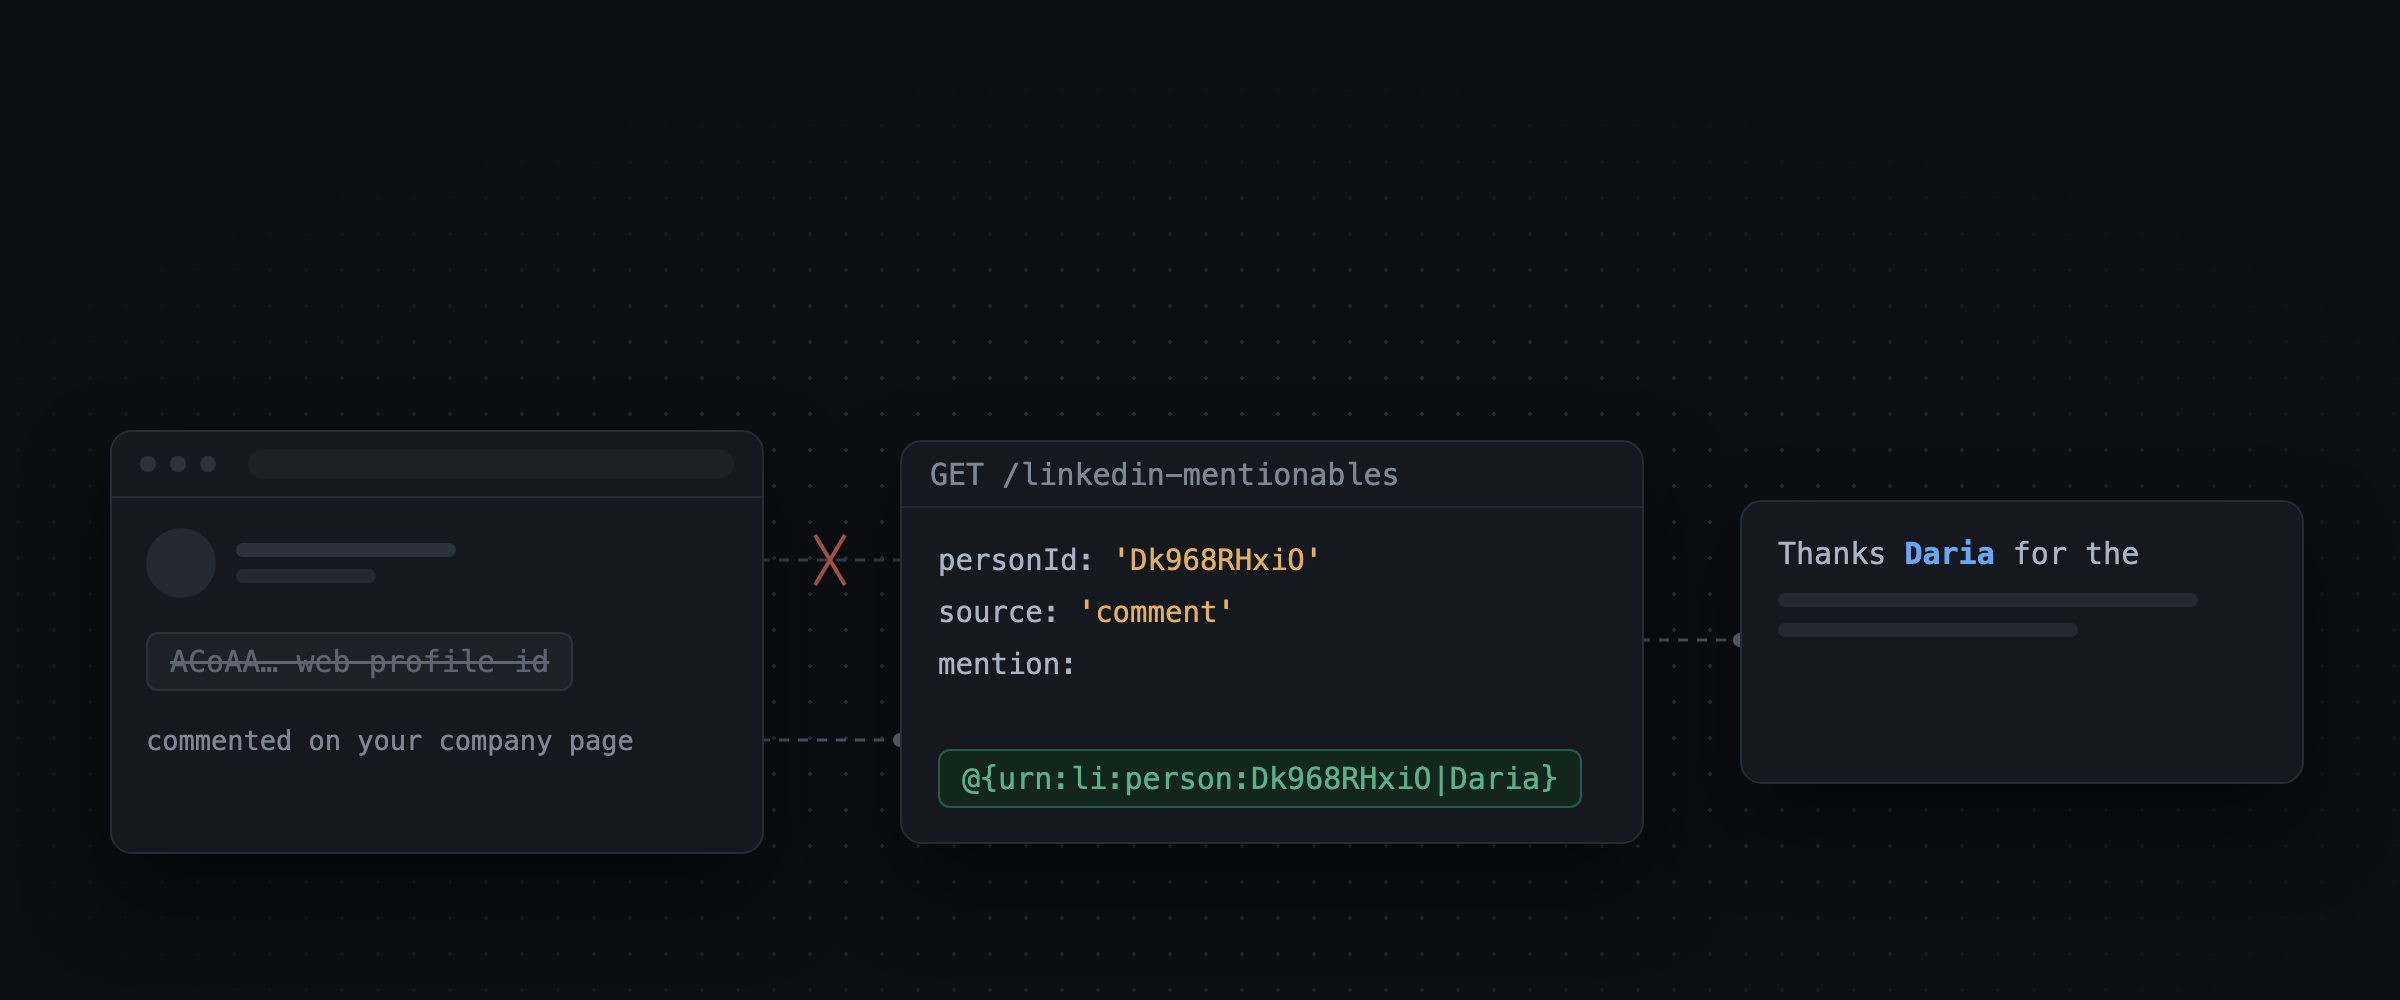 ACoAA… web profile id
commented on your company page
GET /linkedin-mentionables
personId: 'Dk968RHxiO'
source: 'comment'
mention:
@{urn:li:person:Dk968RHxiO|Daria}
Thanks Daria for the